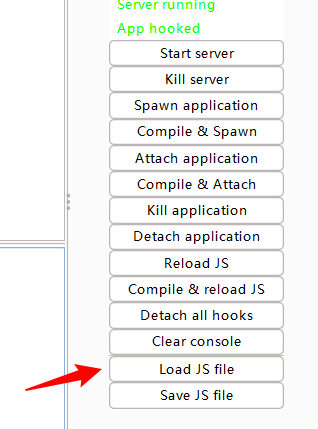 Server running
App hooked
Start server
Kill server
Spawn application
Compile & Spawn
Attach application
Compile & Attach
Kill application
Detach application
Reload JS
Compile & reload JS
Detach all hooks
Clear console
Load JS file
Save JS file